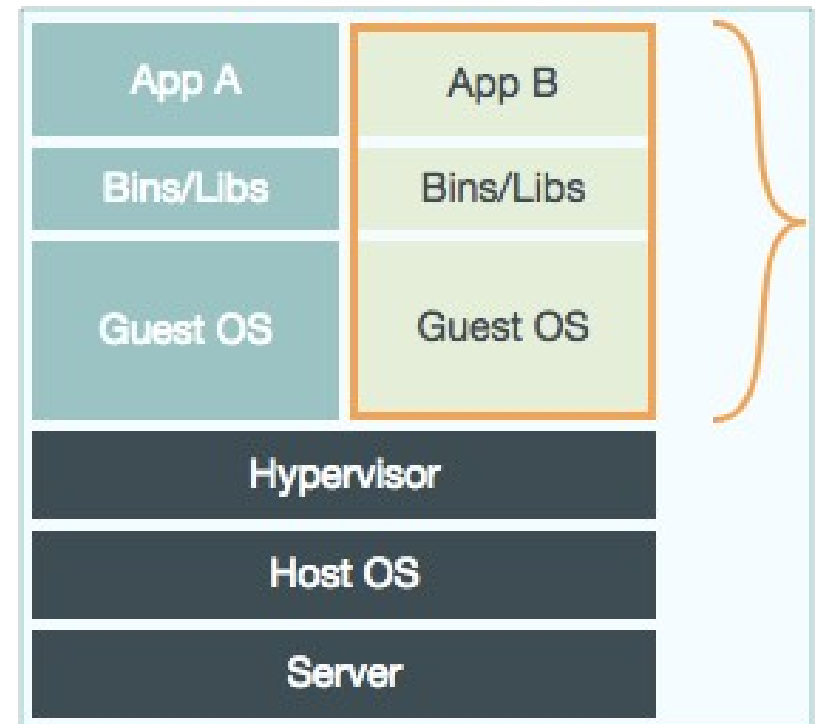 App A
App B
Bins/Libs
Bins/Libs
Guest OS
Guest OS
Hypervisor
Host OS
Server